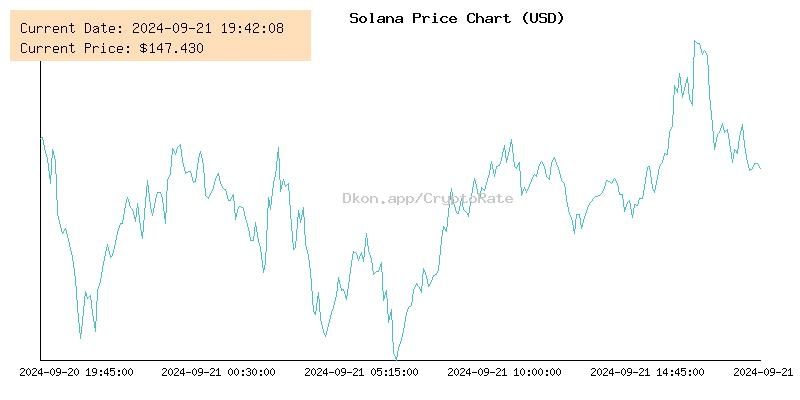 Solana Price Chart (USD)
Current Date: 2024-09-21 19:42:08
Current Price: $147.430
Dkon.app/CryptoRate
2024-09-20 19:45:00
2024-09-21 00:30:00
2024-09-21 05:15:00
2024-09-21 10:00:00
2024-09-21 14:45:00
2024-09-21